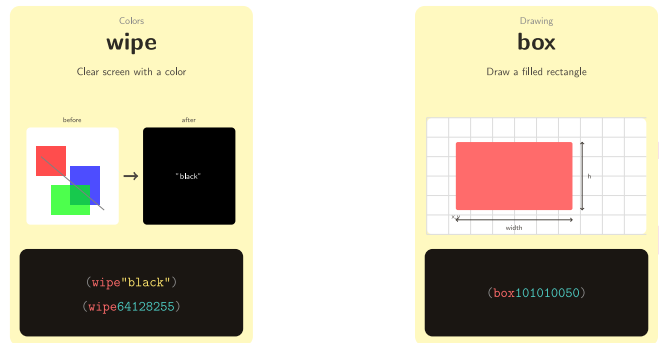 Colors
wipe
Clear screen with a color
before
after
"black"
(wipe"black")
(wipe64128255)
Drawing
box
Draw a filled rectangle
h
x,y
width
(box101010050)